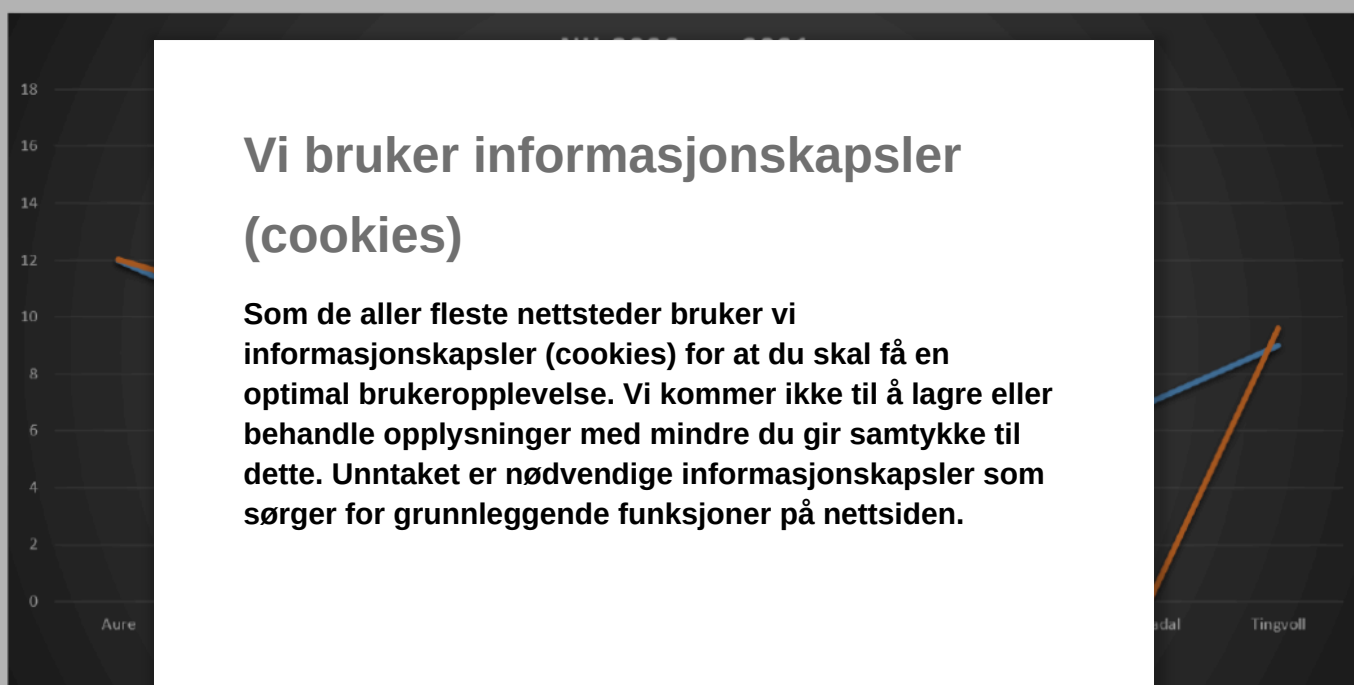 18
16
14
12
10
8
6
4
2
0
Vi bruker informasjonskapsler
(cookies)
Som de aller fleste nettsteder bruker vi
informasjonskapsler (cookies) for at du skal få en
optimal brukeropplevelse. Vi kommer ikke til å lagre eller
behandle opplysninger med mindre du gir samtykke til
dette. Unntaket er nødvendige informasjonskapsler som
sørger for grunnleggende funksjoner på nettsiden.
Aure Tingvoll